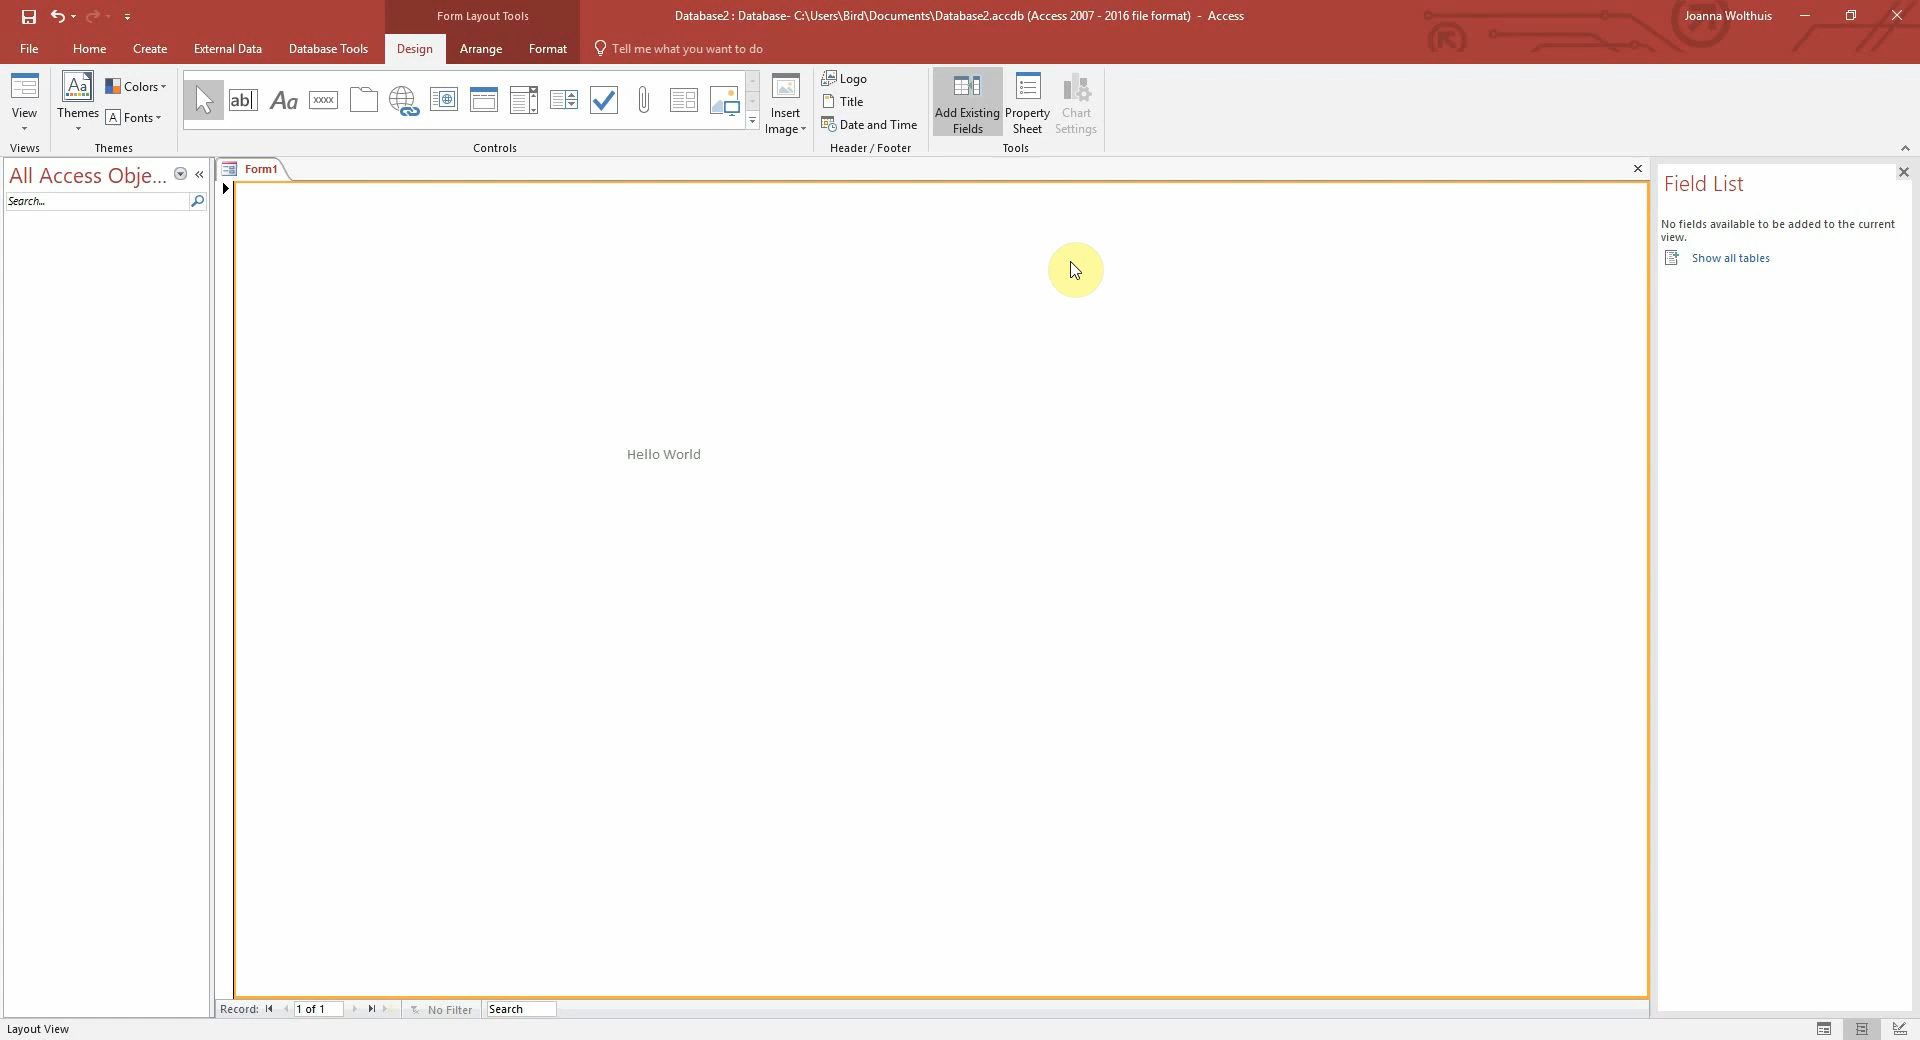 Form Layout Tools
Database2 : Database- C:\Users\Bird\Documents\Database2.accdb (Access 2007 - 2016 file format) - Access
Joanna Wolthuis
File Home Create External Data Database Tools Design Arrange Format Tell me what you want to do
View
Views
Aa
Themes
Colors
A Fonts
Themes
ab|
Aa
xxxx
Controls
Insert
Image
Logo
Title
Date and Time
Header / Footer
Add Existing
Fields
Property
Sheet
Chart
Settings
Tools
All Access Obje...
Search...
Form1
Hello World
Field List
No fields available to be added to the current
view.
Show all tables
Record: 1 of 1 No Filter Search
Layout View